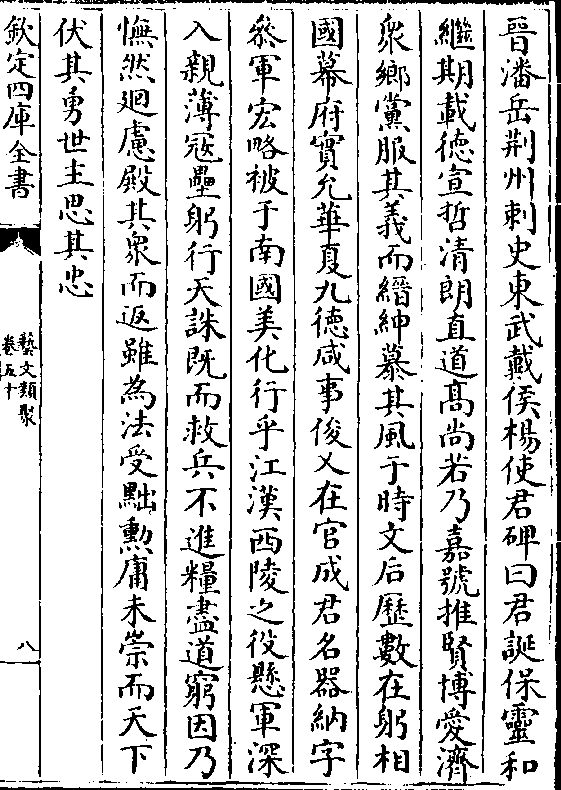 晉潘岳荆州刺史東武戴侯楊使君碑曰君誕保靈和
繼期載德宣哲清朗直道髙尚若乃嘉號推賢博愛濟
衆鄉黨服其義而縉紳慕其風于時文后歷數在躬相
國幕府實允華夏九德咸事俊乂在官成君名器納字
叅軍宏略被于南國美化行乎江漢西陵之役懸軍深
入親薄寇壘躬行天誅既而救兵不進糧盡道窮因乃
憮然廻慮殿其衆而返雖為法受黜勲庸未崇而天下
伏其勇世主思其忠
欽定四庫全書
藝文類聚
卷五十
八